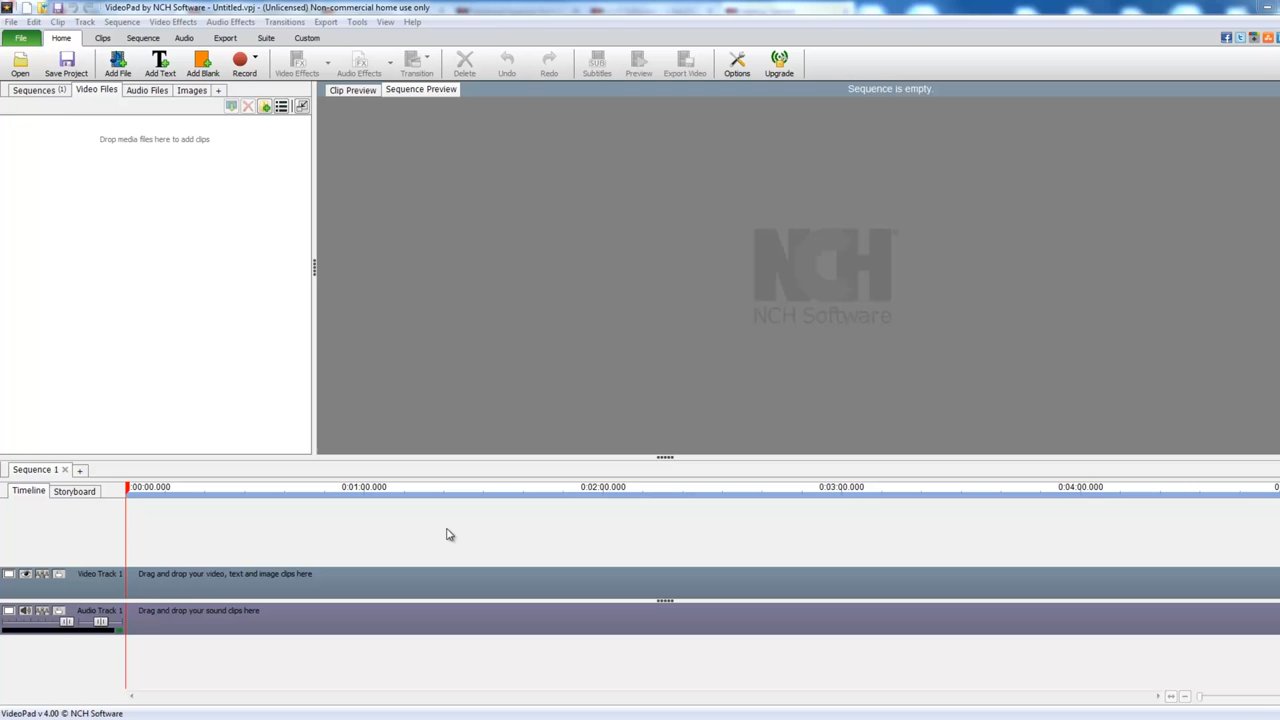 VideoPad by NCH Software - Untitled.vpj - (Unlicensed) Non-commercial home use only
File Edit Clip Track Sequence Video Effects Audio Effects Transitions Export Tools View Help
File Home Clips Sequence Audio Export Suite Custom
Open Save Project Add File Add Text Add Blank Record Video Effects Audio Effects Transition Delete Undo Redo Subtitles Preview Export Video Options Upgrade
Sequences (1) Video Files Audio Files Images +
Clip Preview Sequence Preview Sequence is empty.
Drop media files here to add clips
NCH
NCH Software
Sequence 1 × +
Timeline Storyboard
:00:00.000 0:01:00.000 0:02:00.000 0:03:00.000 0:04:00.000
Video Track 1 Drag and drop your video, text and image clips here
Audio Track 1 Drag and drop your sound clips here
VideoPad v 4.00 © NCH Software